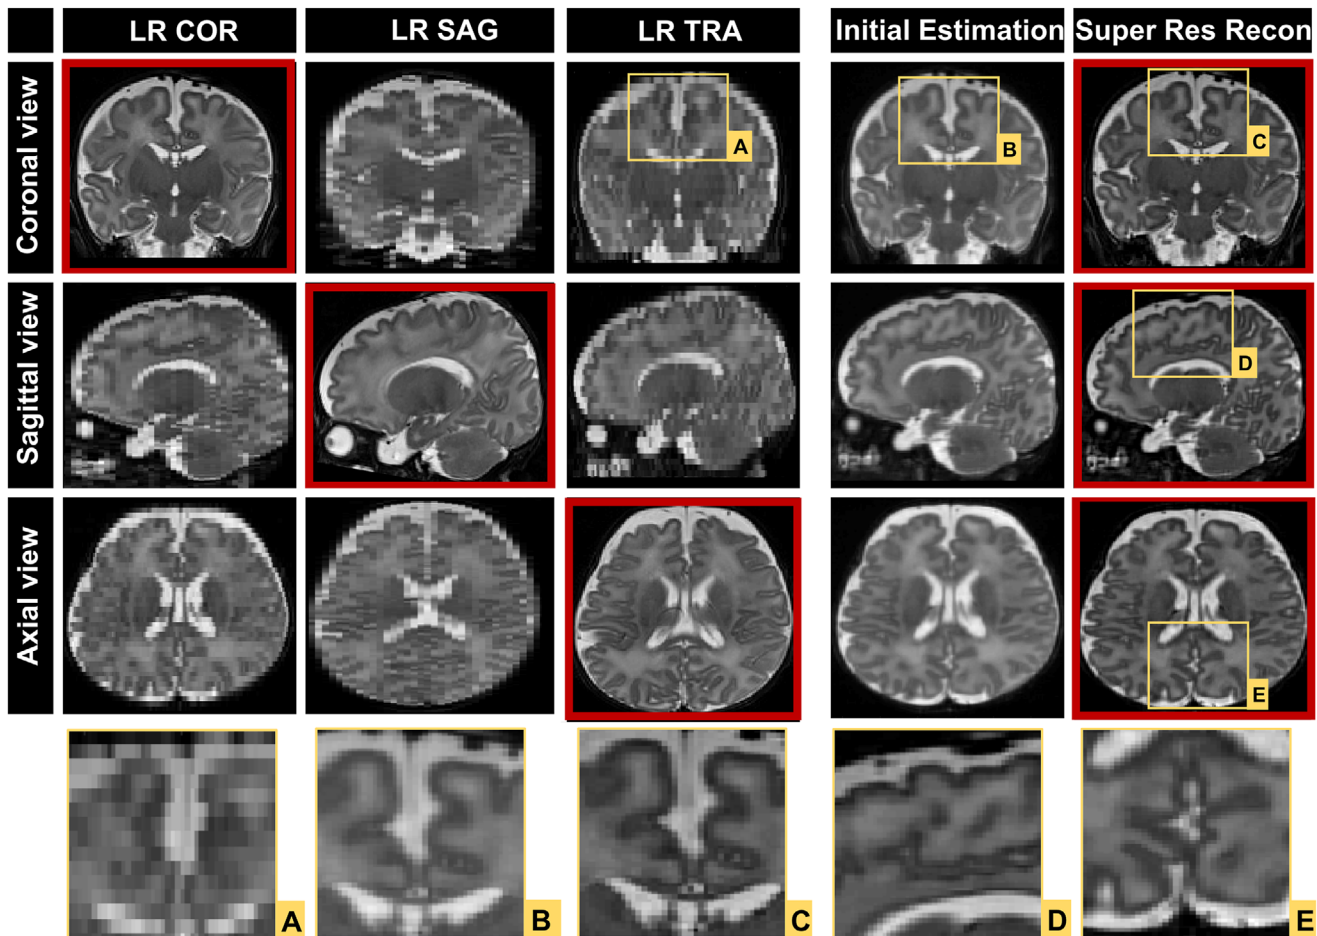 LR COR
LR SAG
LR TRA
Initial Estimation
Super Res Recon
Coronal view
A
B
C
Sagittal view
D
Axial view
E
A
B
C
D
E